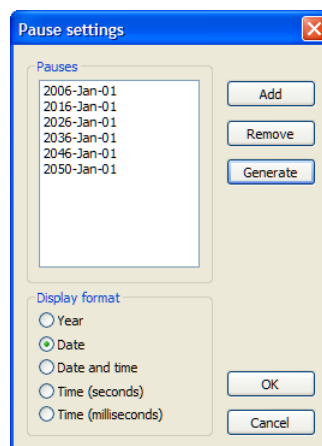 Pause settings
Pauses
2006-Jan-01
2016-Jan-01
2026-Jan-01
2036-Jan-01
2046-Jan-01
2050-Jan-01
Add
Remove
Generate
Display format
Year
Date
Date and time
Time (seconds)
Time (milliseconds)
OK
Cancel